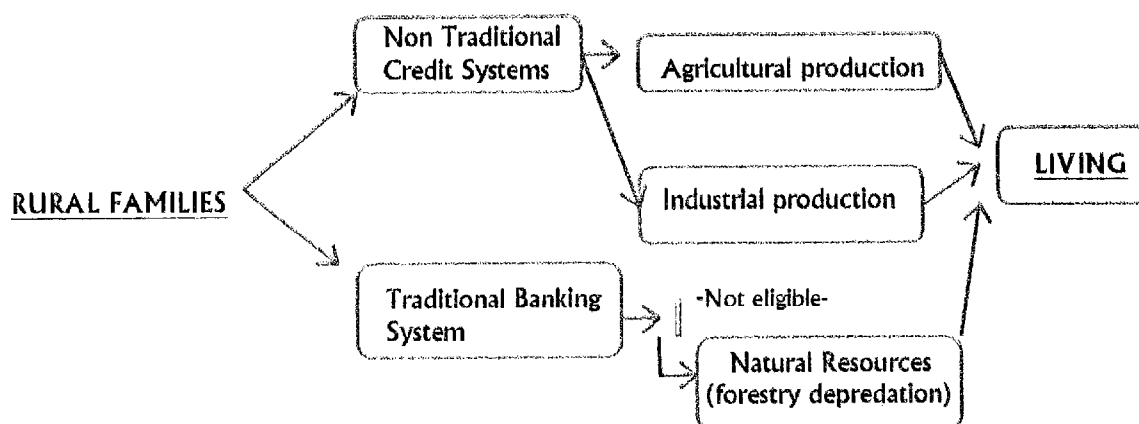 Non Traditional
Credit Systems
Agricultural production
LIVING
RURAL FAMILIES
Industrial production
Traditional Banking
System
-Not eligible-
Natural Resources
(forestry depredation)